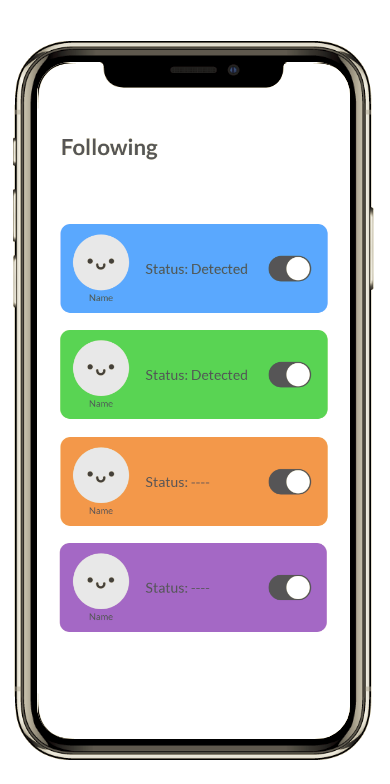 Following
Status: Detected
Name
Status: Detected
Name
Status: ----
Name
Status: ----
Name